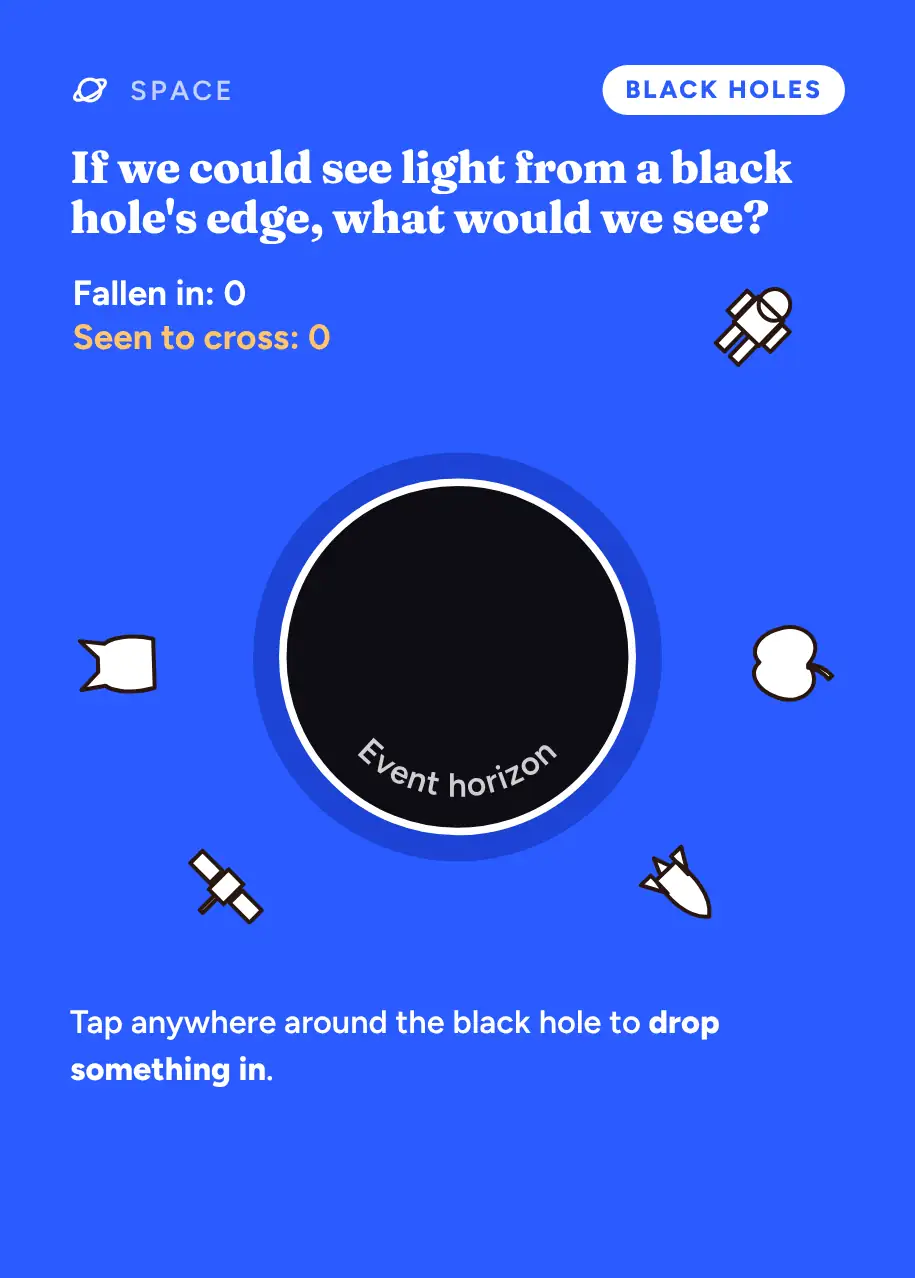 SPACE
BLACK HOLES
If we could see light from a black
hole's edge, what would we see?
Fallen in: 0
Seen to cross: 0
Event horizon
Tap anywhere around the black hole to drop
something in.